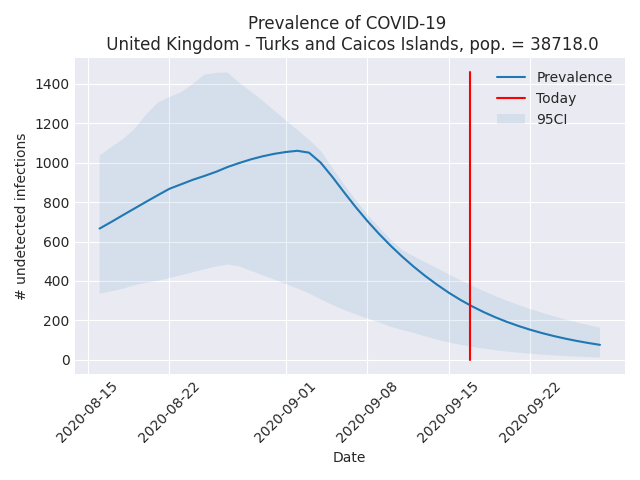 Prevalence of COVID-19
United Kingdom - Turks and Caicos Islands, pop. = 38718.0
Prevalence
Today
95CI
1400
1200
1000
800
600
400
200
0
# undetected infections
2020-08-15
2020-08-22
2020-09-01
2020-09-08
2020-09-15
2020-09-22
Date